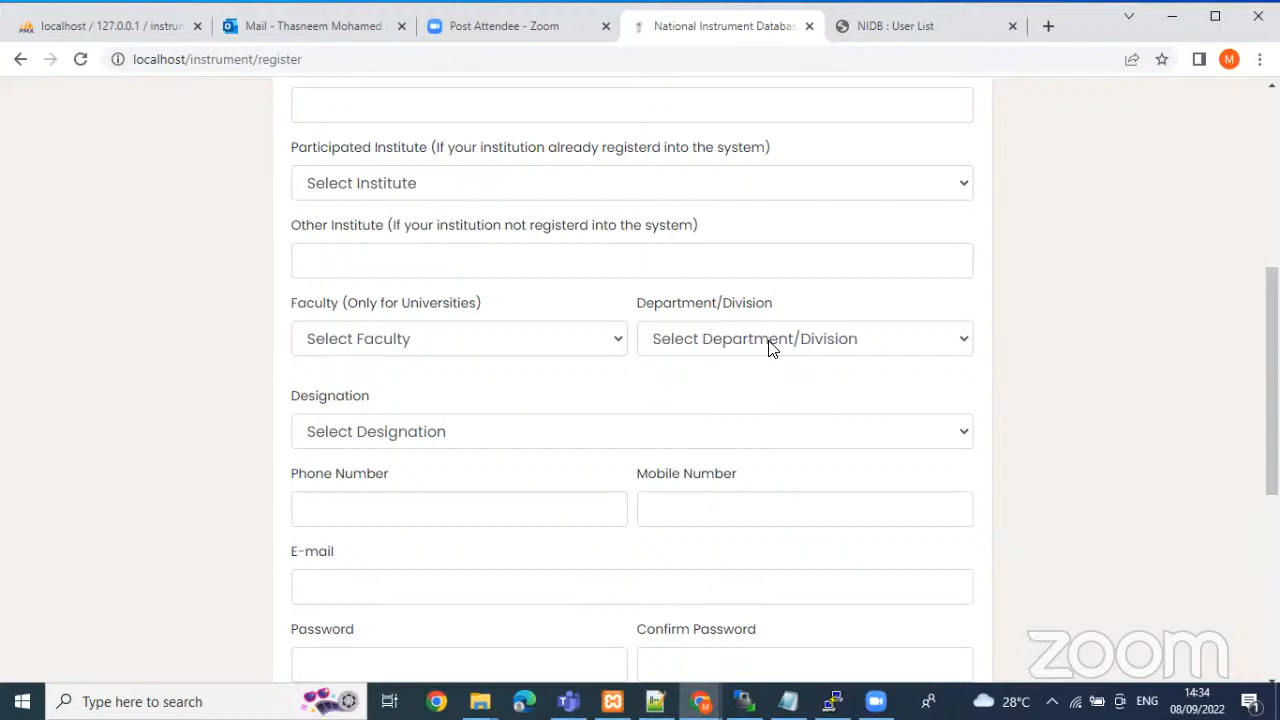 localhost / 127.0.0.1 / instrur
Mail - Thasneem Mohamed
Post Attendee - Zoom
National Instrument Databas
NIDB : User List
localhost/instrument/register
M
Participated Institute (If your institution already registerd into the system)
Select Institute
Other Institute (If your institution not registerd into the system)
Faculty (Only for Universities)
Department/Division
Select Faculty
Select Department/Division
Designation
Select Designation
Phone Number
Mobile Number
E-mail
Password
Confirm Password
zoom
Type here to search
28°C
ENG
14:34
08/09/2022
1